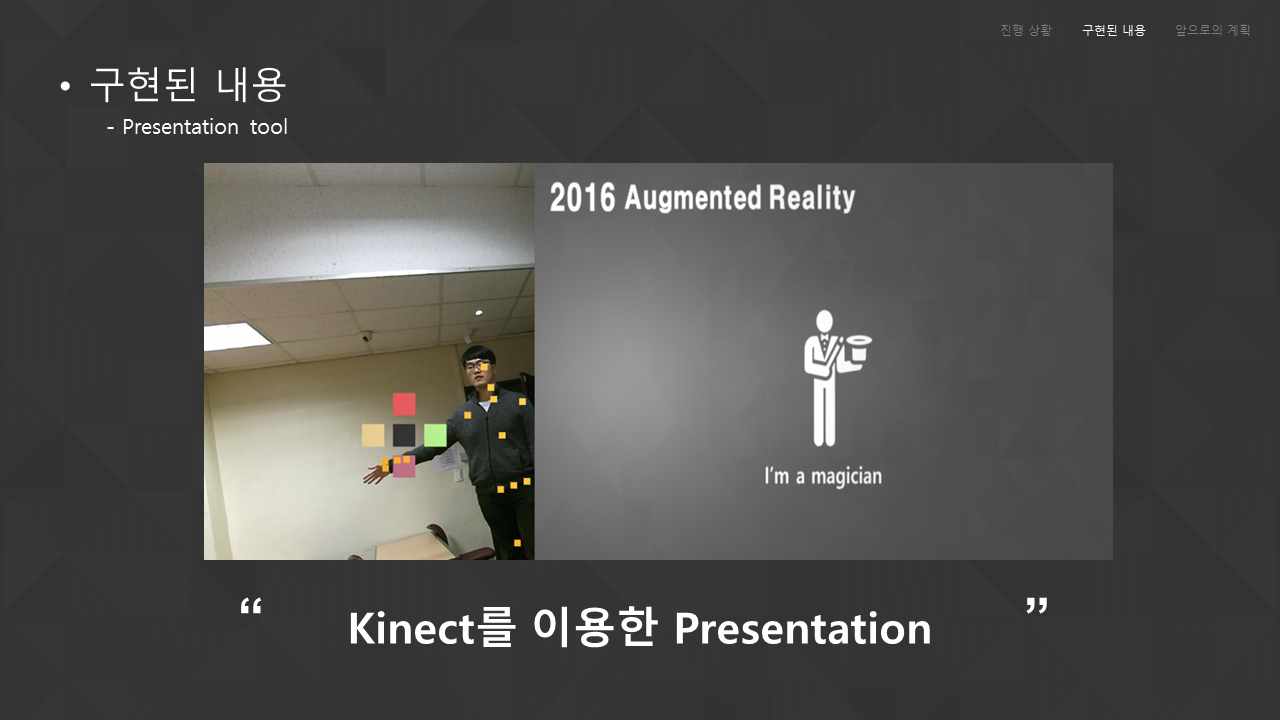 진행 상황 구현된 내용 앞으로의 계획
• 구현된 내용
- Presentation tool
2016 Augmented Reality
I'm a magician
“ Kinect를 이용한 Presentation ”